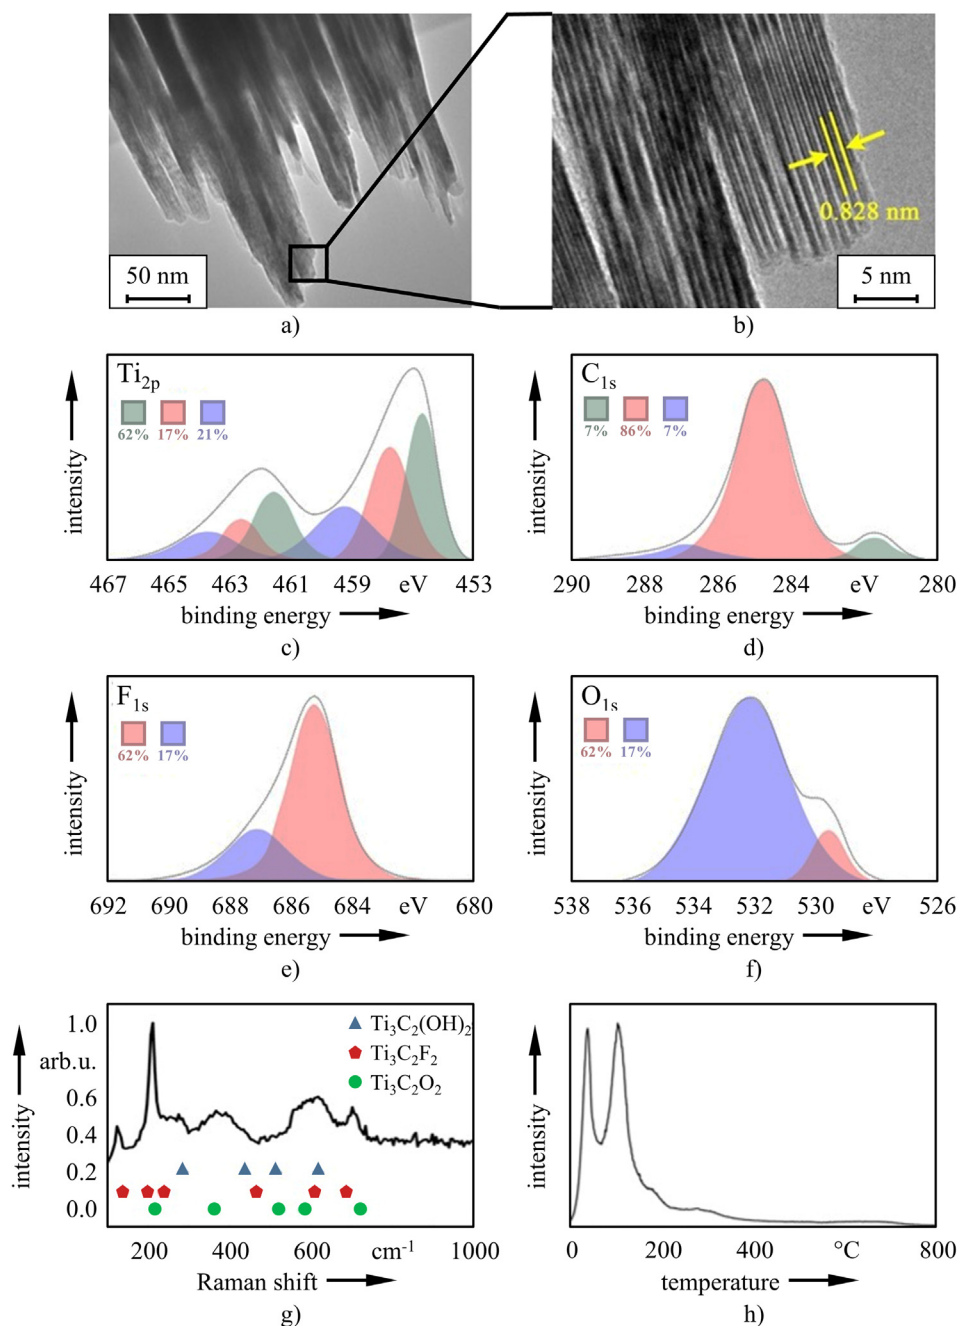 0.828 nm
50 nm
5 nm
a)
b)
Ti2p
62% 17% 21%
intensity
467 465 463 461 459 eV 453
binding energy
c)
C1s
7% 86% 7%
intensity
290 288 286 284 eV 280
binding energy
d)
F1s
62% 17%
intensity
692 690 688 686 684 eV 680
binding energy
e)
O1s
62% 17%
intensity
538 536 534 532 530 eV 526
binding energy
f)
1.0
arb.u.
0.6
0.4
0.2
0.0
intensity
Ti3C2(OH)2
Ti3C2F2
Ti3C2O2
200 400 600 cm-1 1000
Raman shift
g)
intensity
0 200 400 °C 800
temperature
h)